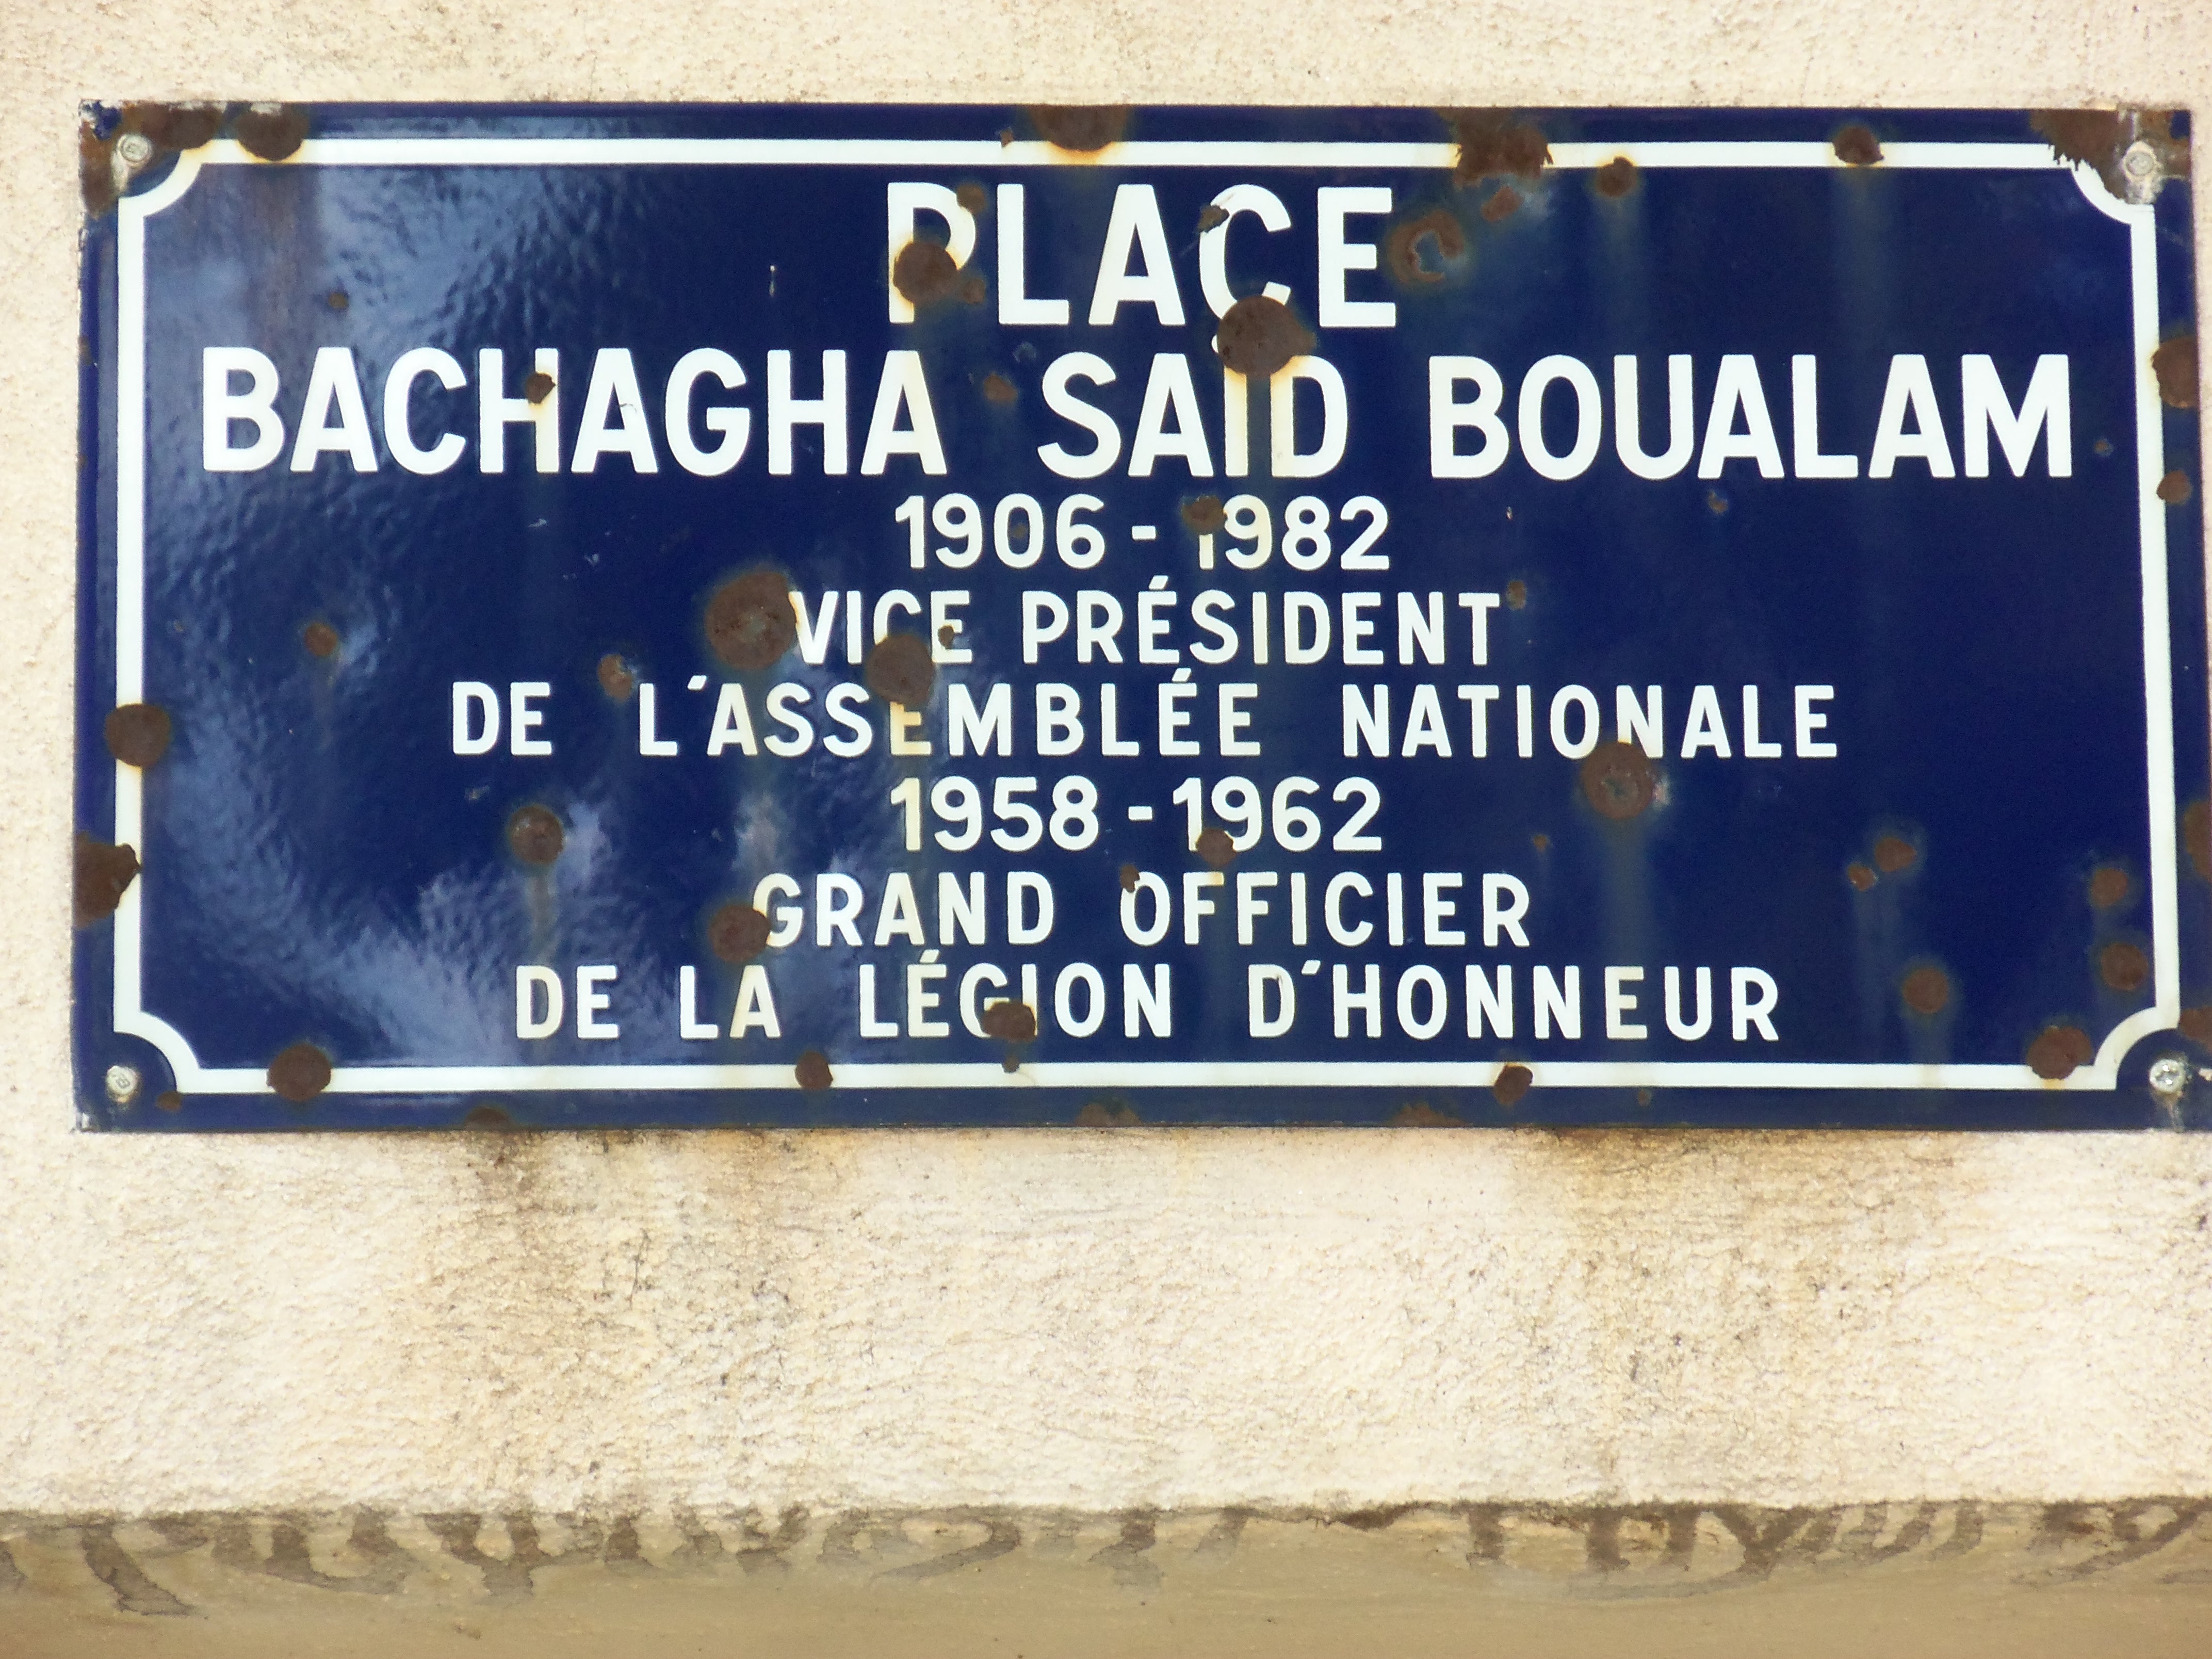 PLACE
BACHAGHA SAÏD BOUALAM
1906 - 1982
VICE PRÉSIDENT
DE L'ASSEMBLÉE NATIONALE
1958 - 1962
GRAND OFFICIER
DE LA LÉGION D'HONNEUR